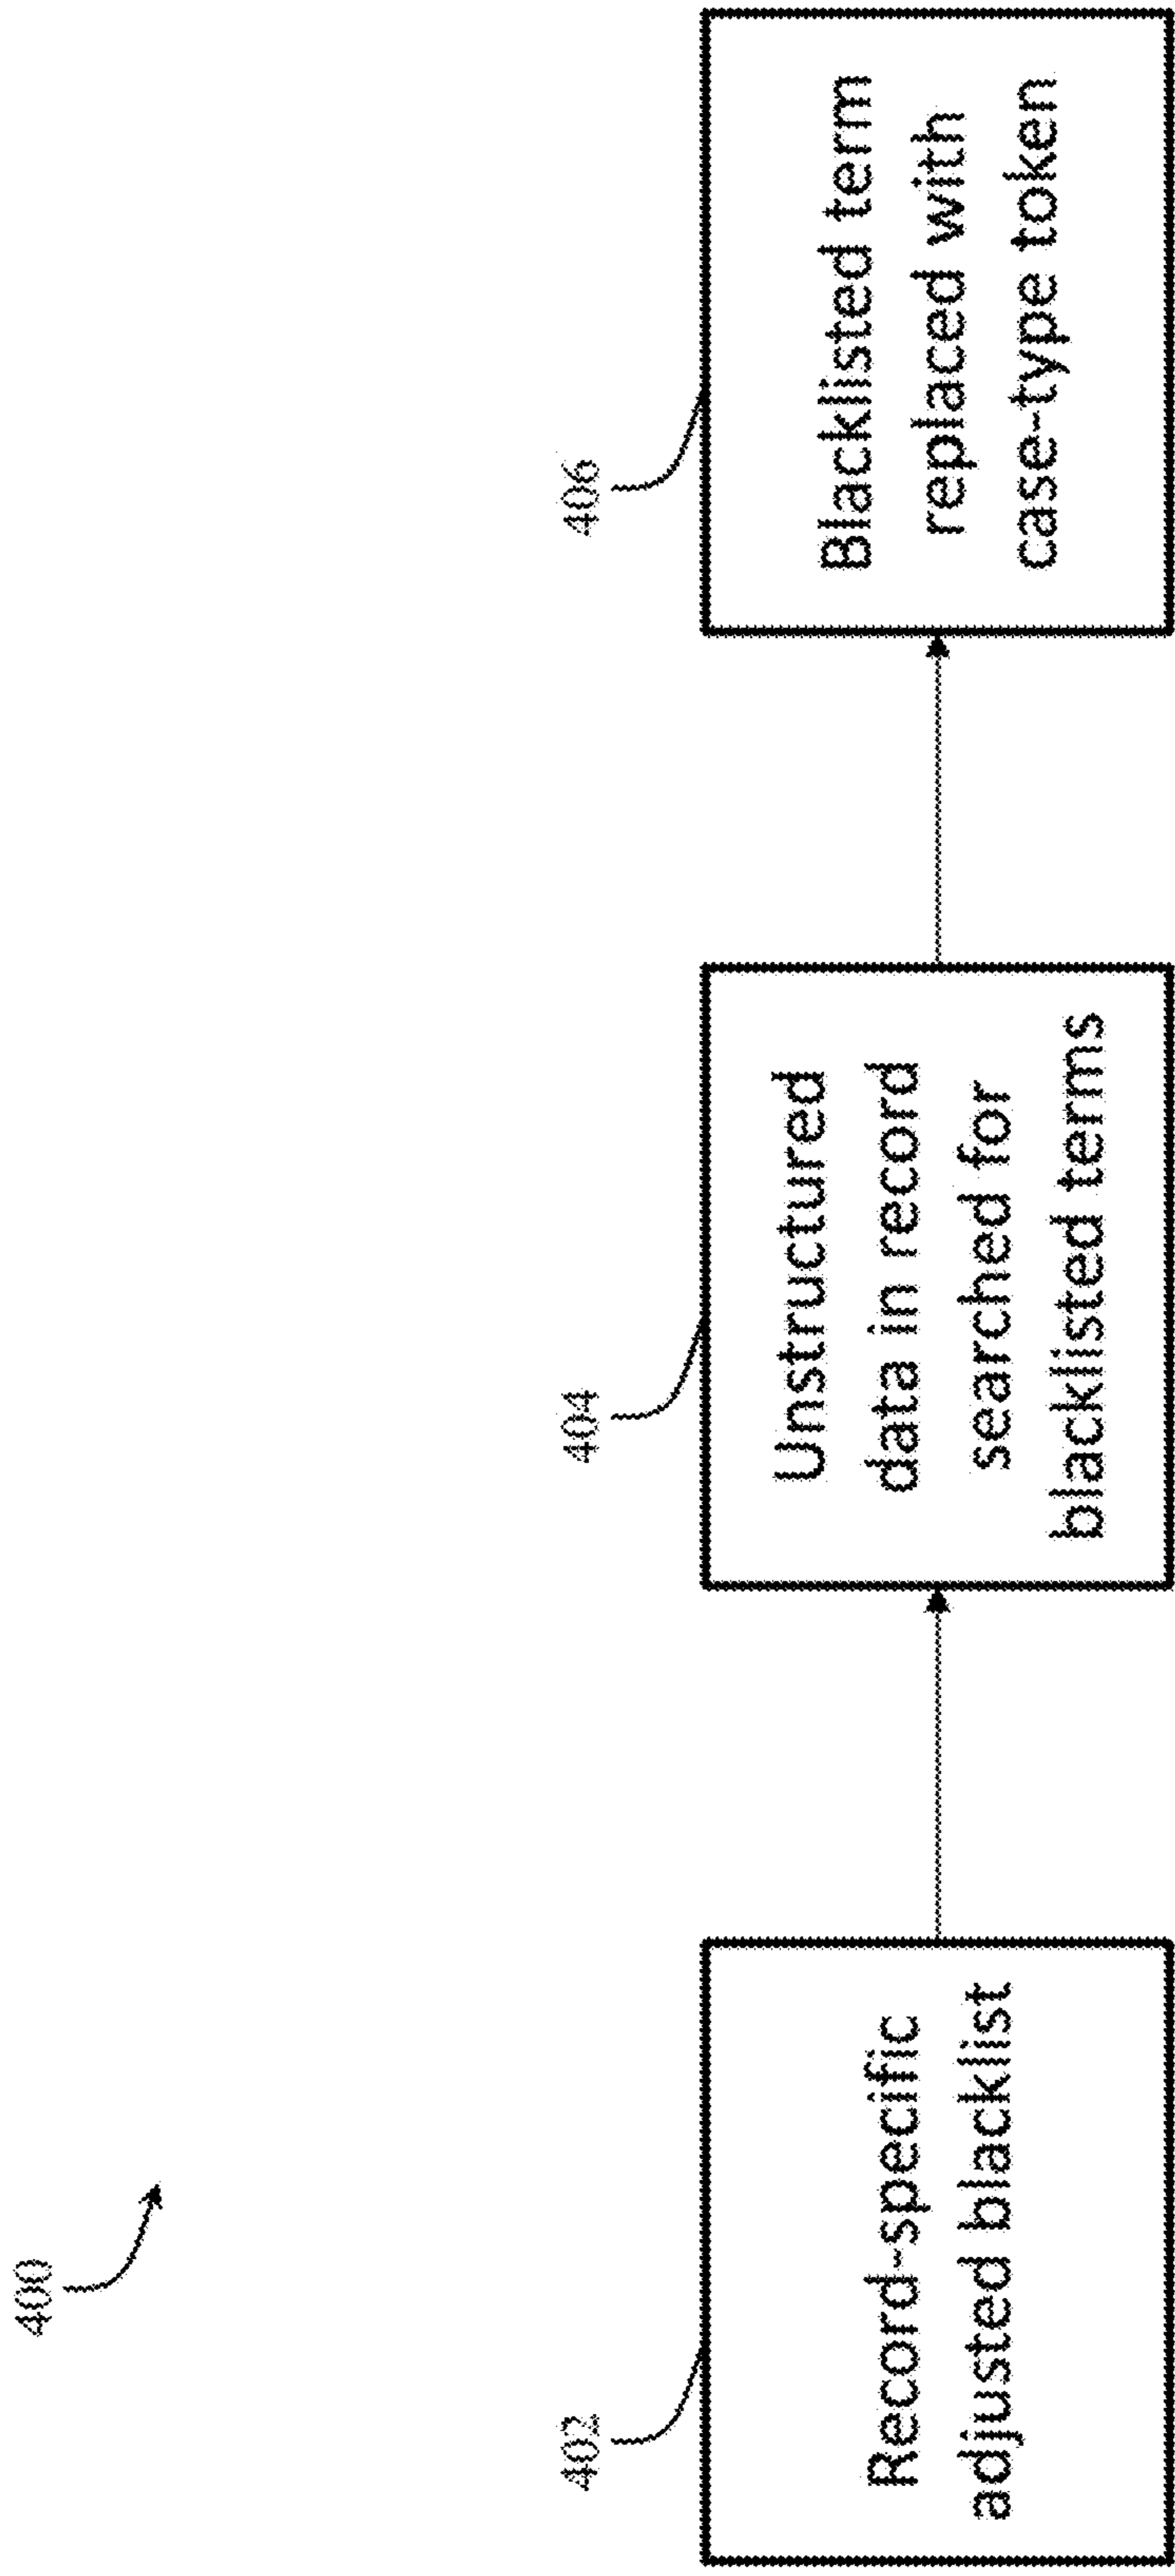 400
402
Record-specific
adjusted blacklist
404
Unstructured
data in record
searched for
blacklisted terms
406
Blacklisted term
replaced with
case-type token